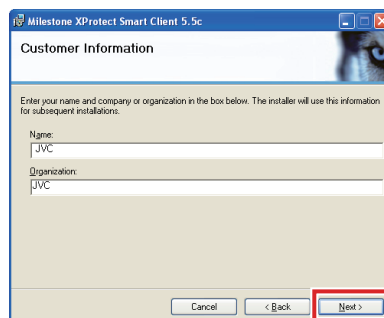 Milestone XProtect Smart Client 5.5c
Customer Information
Enter your name and company or organization in the box below. The installer will use this information
for subsequent installations.
Name:
JVC
Organization:
JVC
Cancel
< Back
Next >